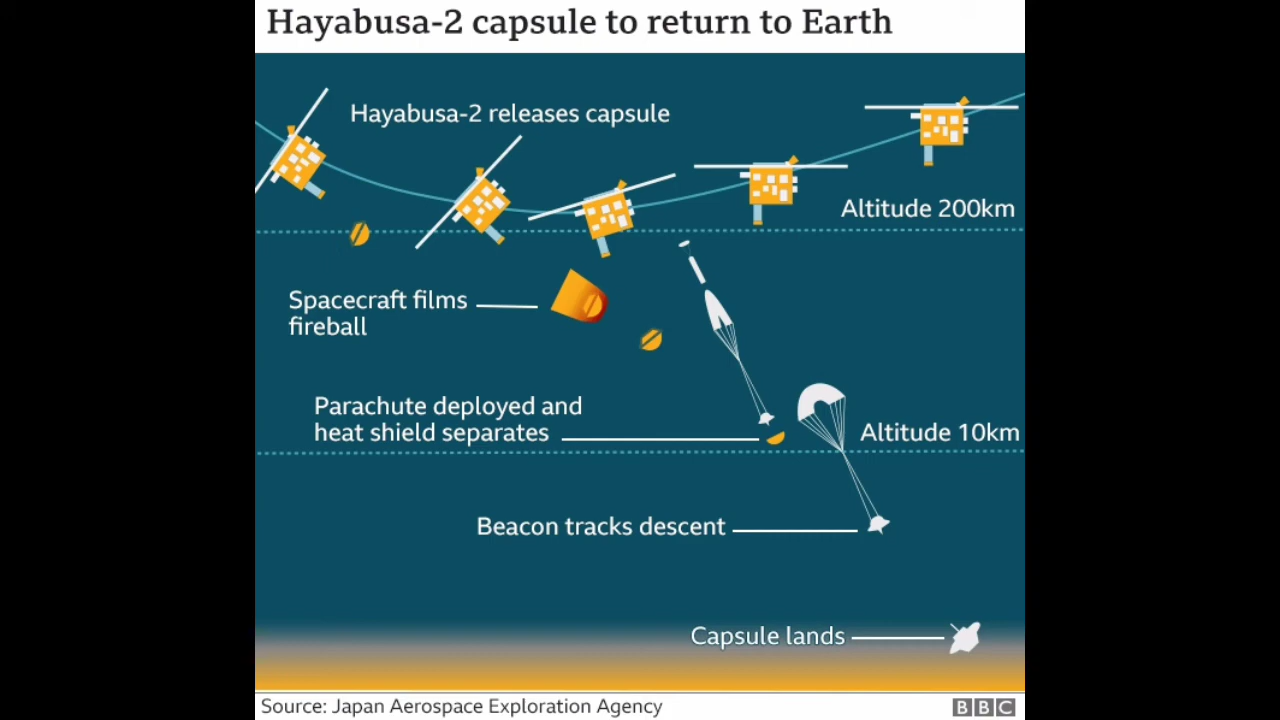 Hayabusa-2 capsule to return to Earth
Hayabusa-2 releases capsule
Altitude 200km
Spacecraft films
fireball
Parachute deployed and
heat shield separates
Altitude 10km
Beacon tracks descent
Capsule lands
Source: Japan Aerospace Exploration Agency
BBC